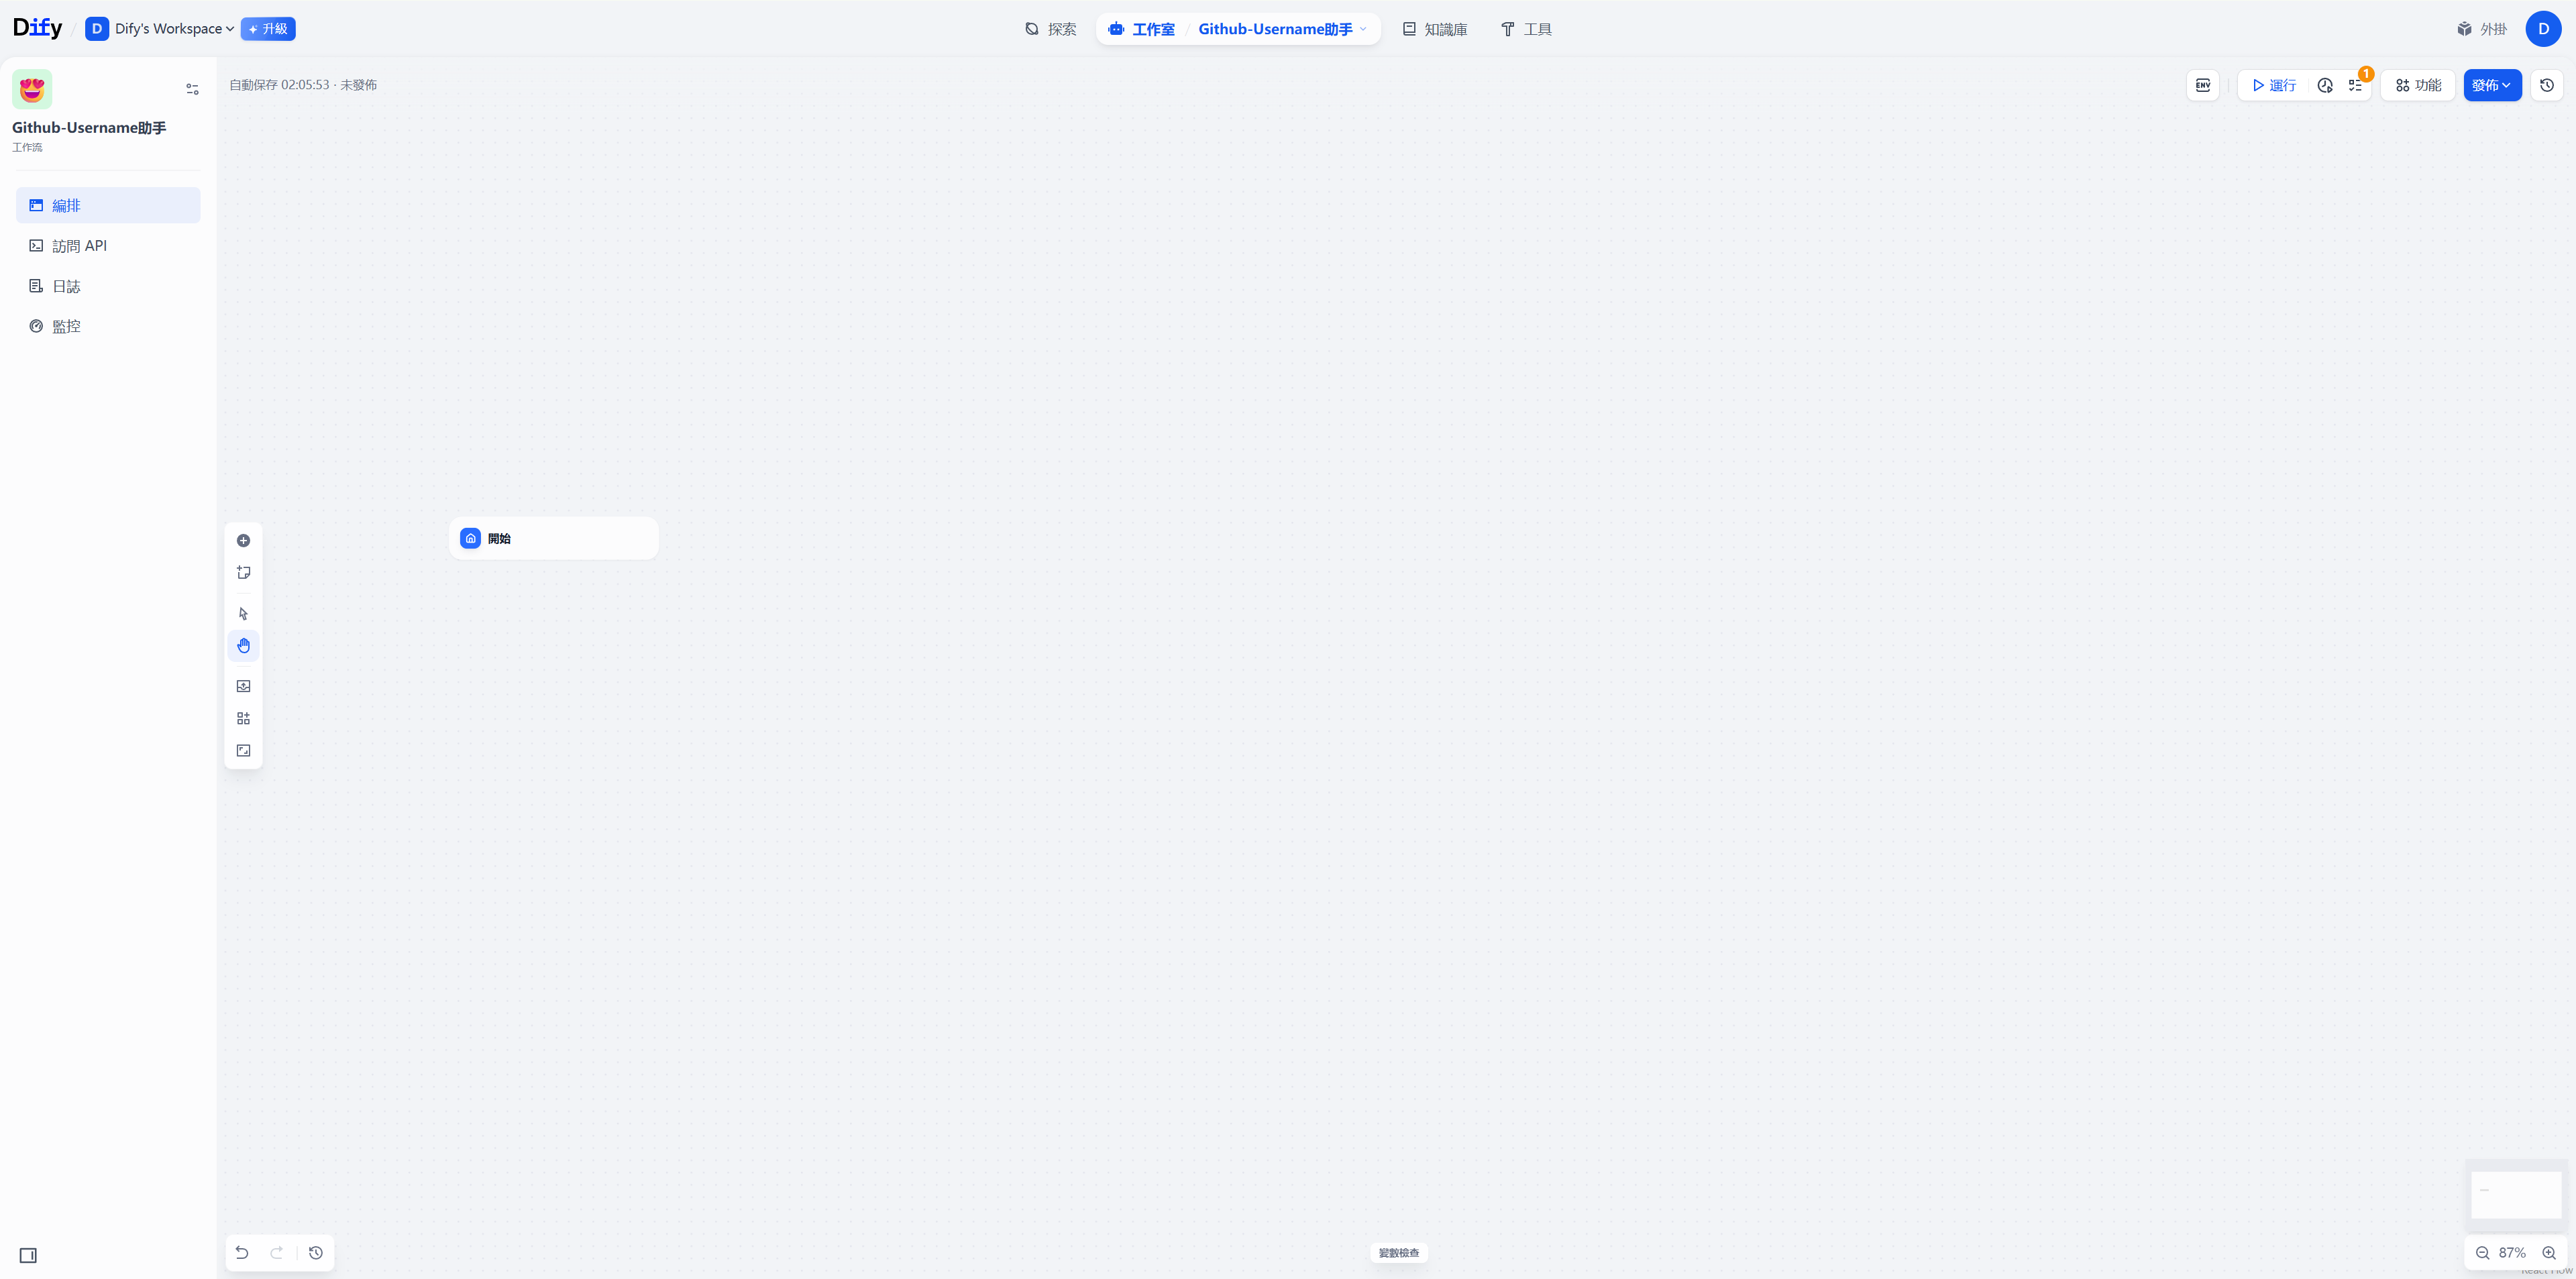 Dify / D Dify's Workspace 升級
探索
工作室 / Github-Username助手
知識庫
工具
外掛
D
Github-Username助手
工作流
編排
訪問 API
日誌
監控
自動保存 02:05:53 · 未發佈
ENV
運行
1
功能
發佈
開始
變數檢查
87%
React Flow